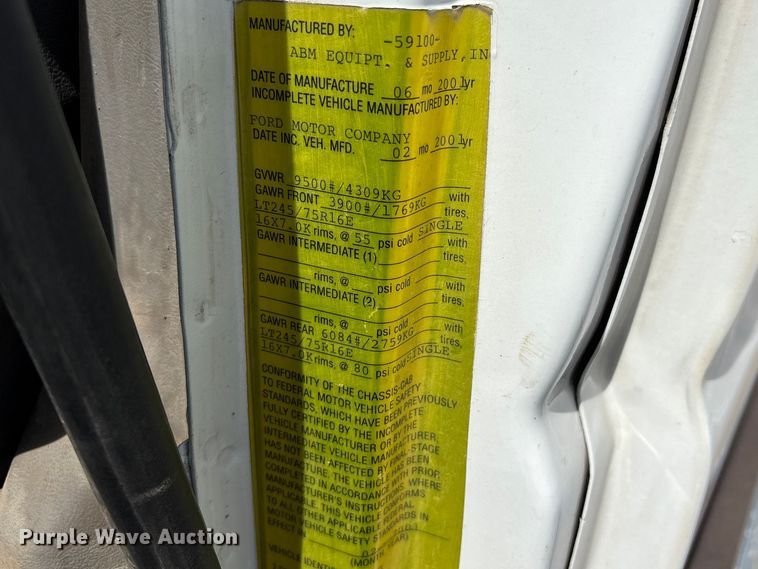 MANUFACTURED BY: -59100-
ABM EQUIPT. & SUPPLY, IN
DATE OF MANUFACTURE 06 mo 2001yr
INCOMPLETE VEHICLE MANUFACTURED BY:
FORD MOTOR COMPANY
DATE INC. VEH. MFD. 02 mo 2001yr
GVWR 9500#/4309KG
GAWR FRONT 3900#/1769KG with
LT245/75R16E tires,
16X7.0K rims, @ 55 psi cold SINGLE
GAWR INTERMEDIATE (1) with
tires,
rims, @ psi cold
GAWR INTERMEDIATE (2) with
tires,
rims, @ psi cold
GAWR REAR 6084#/2759KG with
LT245/75R16E tires,
16X7.0K rims, @ 80 psi cold SINGLE
CONFORMITY OF THE CHASSIS-CAB
TO FEDERAL MOTOR VEHICLE SAFETY
STANDARDS, WHICH HAVE BEEN PREVIOUSLY
FULLY CERTIFIED BY THE INCOMPLETE
VEHICLE MANUFACTURER OR BY THE
INTERMEDIATE VEHICLE MANUFACTURER,
HAS NOT BEEN AFFECTED BY FINAL-STAGE
MANUFACTURE. THE VEHICLE HAS BEEN
COMPLETED IN ACCORDANCE WITH PRIOR
MANUFACTURER'S INSTRUCTIONS, WHERE
APPLICABLE. THIS VEHICLE CONFORMS
TO ALL OTHER APPLICABLE FEDERAL
MOTOR VEHICLE SAFETY STANDARDS IN
EFFECT IN
(MONTH, YEAR)
VEHICLE
Purple Wave Auction